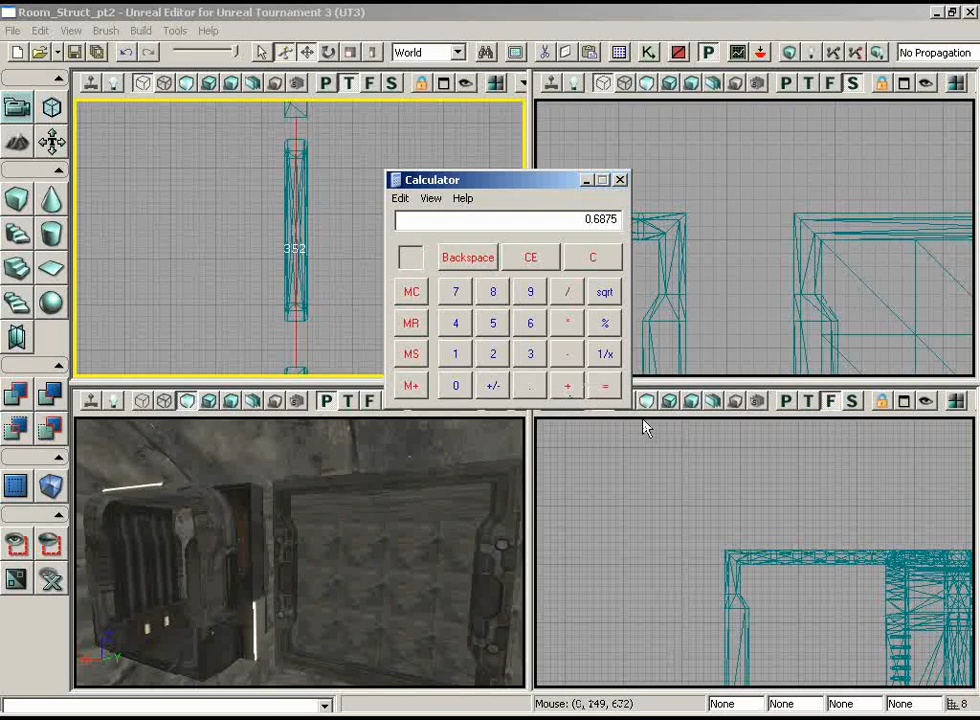 Room_Struct_pt2 - Unreal Editor for Unreal Tournament 3 (UT3)
File Edit View Brush Build Tools Help
World No Propagation
P T F S P T F S
352
Calculator
Edit View Help
0.6875
Backspace CE C
MC 7 8 9 / sqrt
MR 4 5 6 * %
MS 1 2 3 - 1/x
M+ 0 +/- . + =
P T F P T F S
Z
X
Y
Mouse: (0, 149, 632) None None None None 8